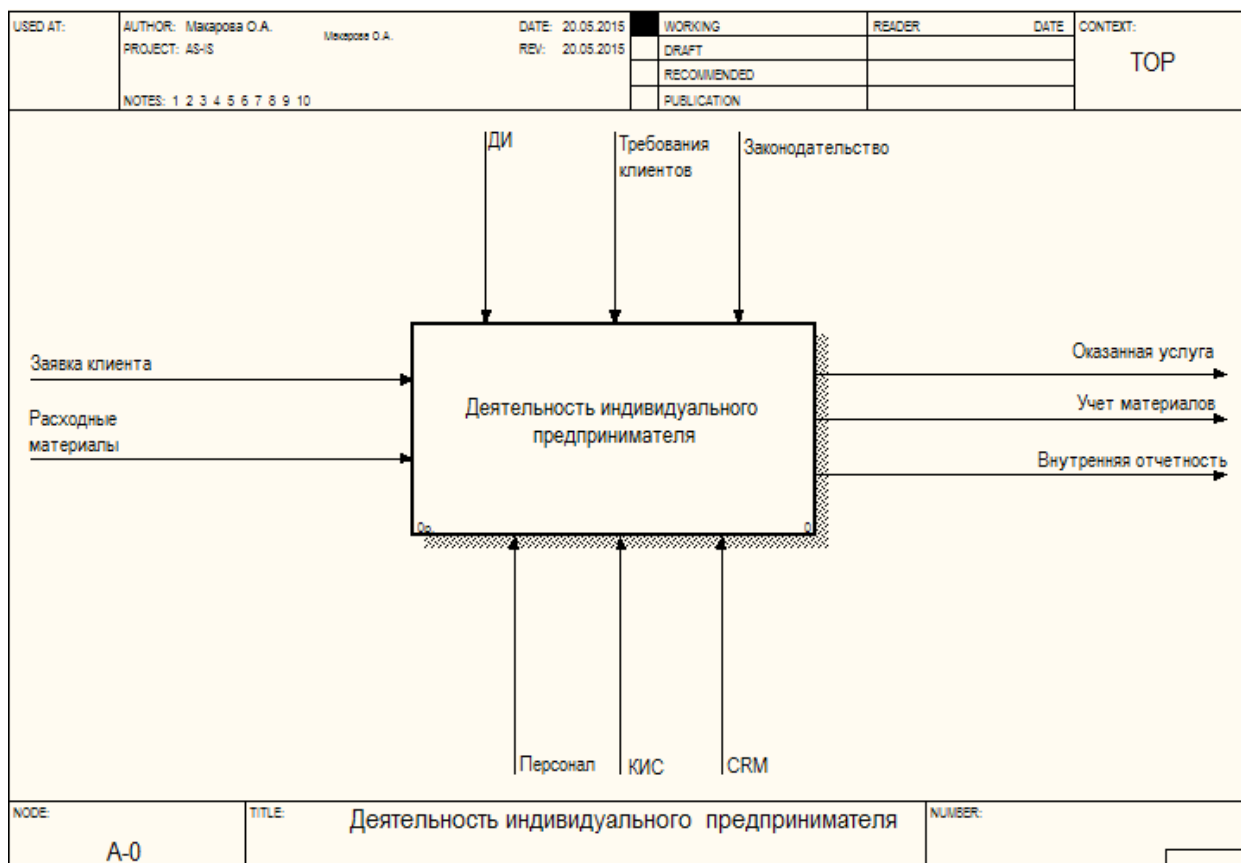 USED AT:
AUTHOR: Макарова О.А.
Макарова О.А.
DATE: 20.05.2015
WORKING
READER DATE
CONTEXT:
PROJECT: AS-IS
REV: 20.05.2015
DRAFT
TOP
RECOMMENDED
NOTES: 1 2 3 4 5 6 7 8 9 10
PUBLICATION
ДИ
Требования
клиентов
Законодательство
Заявка клиента
Расходные
материалы
Деятельность индивидуального
предпринимателя
0р.
0
Оказанная услуга
Учет материалов
Внутренняя отчетность
Персонал
КИС
CRM
NODE:
A-0
TITLE:
Деятельность индивидуального предпринимателя
NUMBER: